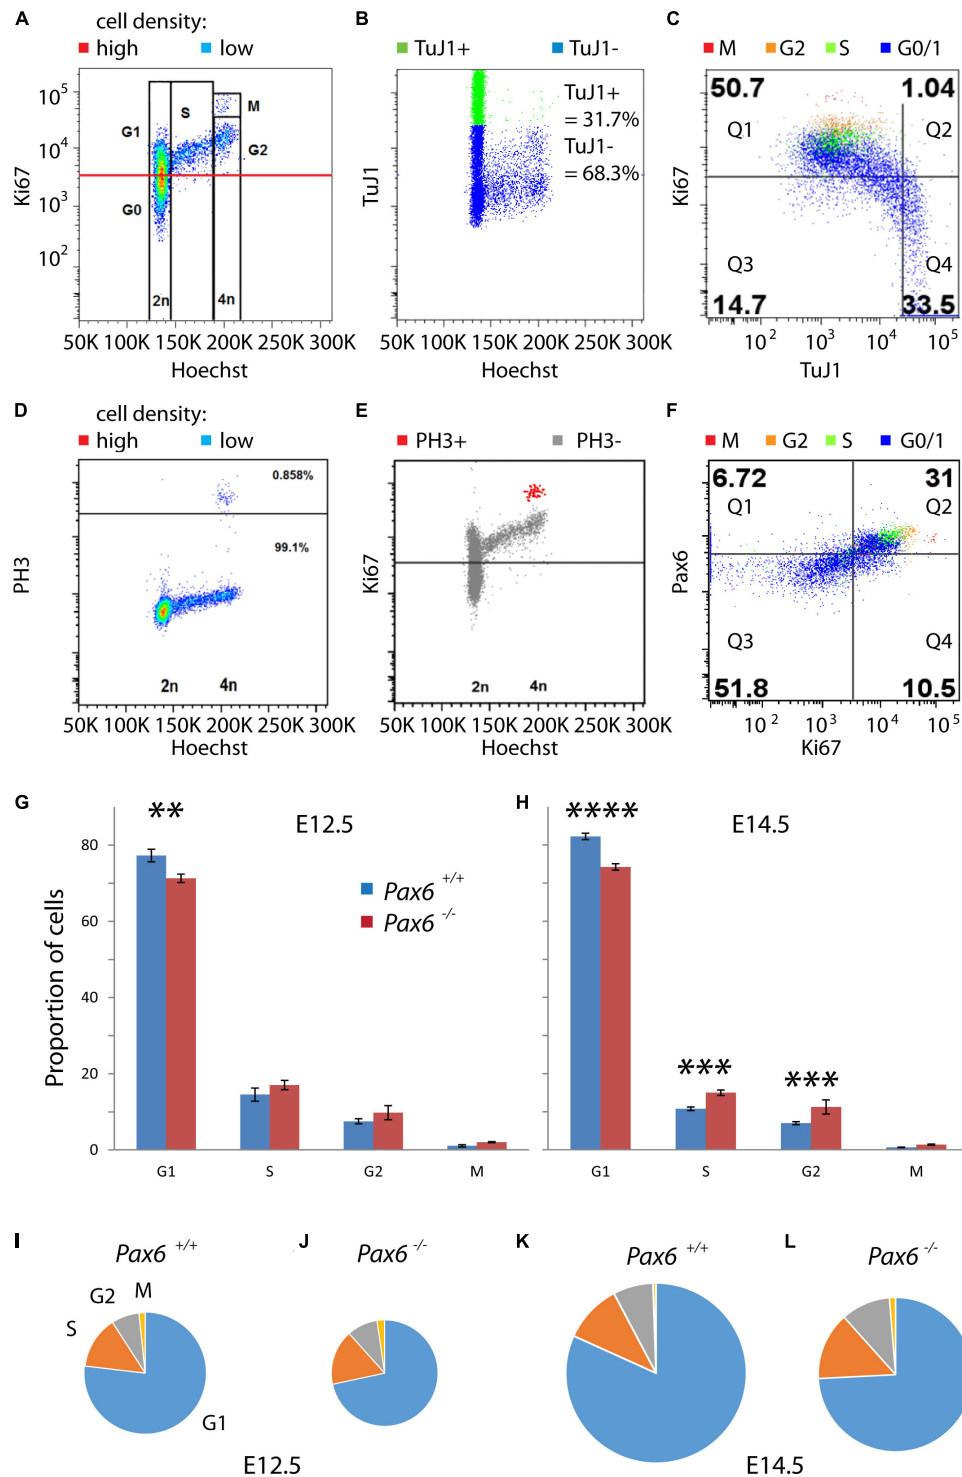 A
cell density:
high low
Ki67
10^5
10^4
10^3
10^2
G1
G0
S
M
G2
2n
4n
50K 100K 150K 200K 250K 300K
Hoechst
B
TuJ1+ TuJ1-
TuJ1
TuJ1+
= 31.7%
TuJ1-
= 68.3%
50K 100K 150K 200K 250K 300K
Hoechst
C
M G2 S G0/1
Ki67
50.7
1.04
Q1
Q2
Q3
Q4
14.7
33.5
10^2 10^3 10^4 10^5
TuJ1
D
cell density:
high low
PH3
0.858%
99.1%
2n
4n
50K 100K 150K 200K 250K 300K
Hoechst
E
PH3+ PH3-
Ki67
2n
4n
50K 100K 150K 200K 250K 300K
Hoechst
F
M G2 S G0/1
Pax6
6.72
31
Q1
Q2
Q3
Q4
51.8
10.5
10^2 10^3 10^4 10^5
Ki67
G
**
E12.5
Pax6 +/+
Pax6 -/-
Proportion of cells
80
60
40
20
0
G1 S G2 M
H
****
E14.5
***
***
G1 S G2 M
I
Pax6 +/+
G2
M
S
G1
J
Pax6 -/-
E12.5
K
Pax6 +/+
L
Pax6 -/-
E14.5